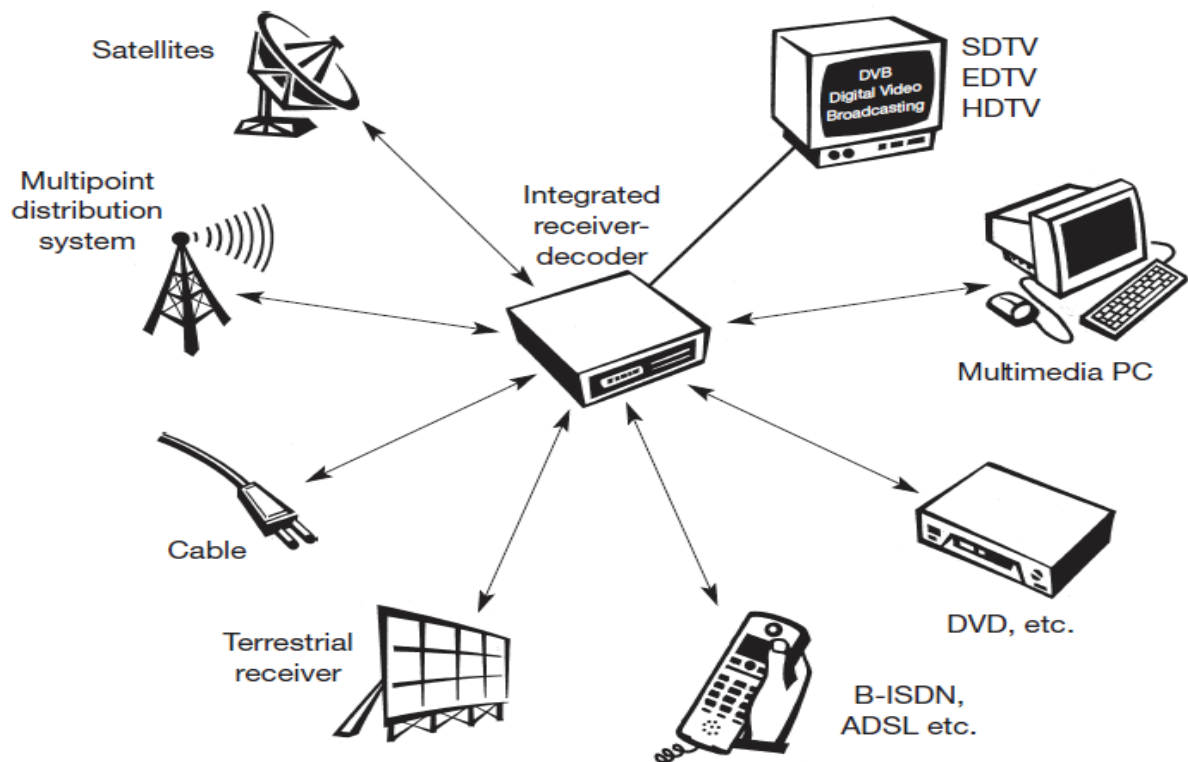 Satellites
DVB
Digital Video
Broadcasting
SDTV
EDTV
HDTV
Multipoint
distribution
system
Integrated
receiver-
decoder
Multimedia PC
Cable
DVD, etc.
Terrestrial
receiver
B-ISDN,
ADSL etc.